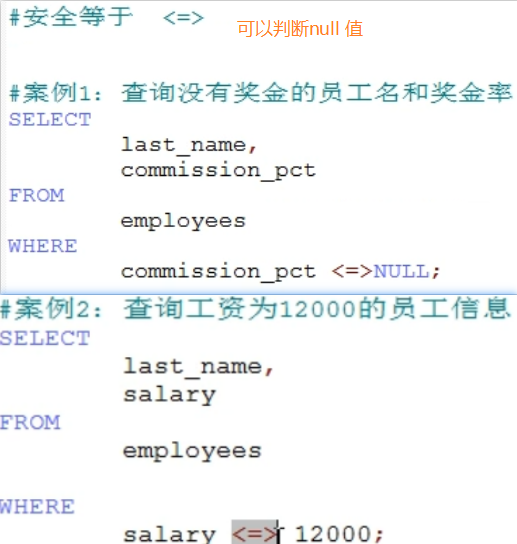 #安全等于 <=>
可以判断null 值
#案例1：查询没有奖金的员工名和奖金率
SELECT
last_name,
commission_pct
FROM
employees
WHERE
commission_pct <=>NULL;
#案例2：查询工资为12000的员工信息
SELECT
last_name,
salary
FROM
employees
WHERE
salary <=> 12000;